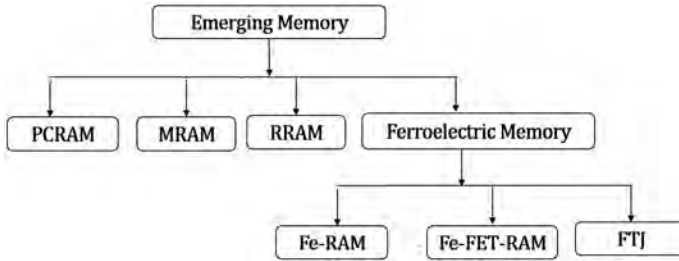 Emerging Memory
PCRAM
MRAM
RRAM
Ferroelectric Memory
Fe-RAM
Fe-FET-RAM
FTJ